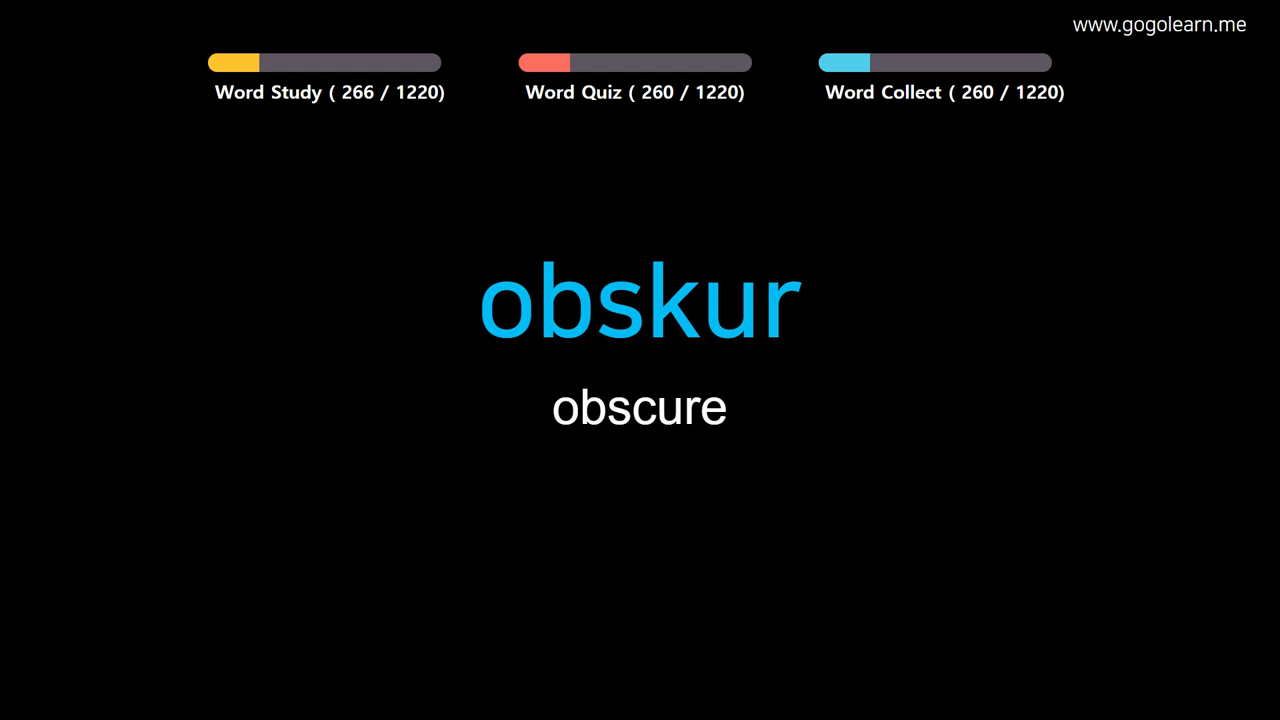 www.gogolearn.me
Word Study ( 266 / 1220)
Word Quiz ( 260 / 1220)
Word Collect ( 260 / 1220)
obskur
obscure